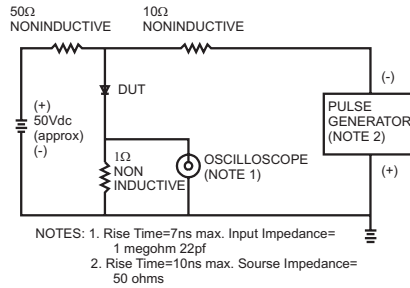 50Ω
NONINDUCTIVE
10Ω
NONINDUCTIVE
(+)
50Vdc
(approx)
(-)
DUT
1Ω
NON
INDUCTIVE
OSCILLOSCOPE
(NOTE 1)
(-)
PULSE
GENERATOR
(NOTE 2)
(+)
NOTES: 1. Rise Time=7ns max. Input Impedance=
1 megohm 22pf
2. Rise Time=10ns max. Sourse Impedance=
50 ohms